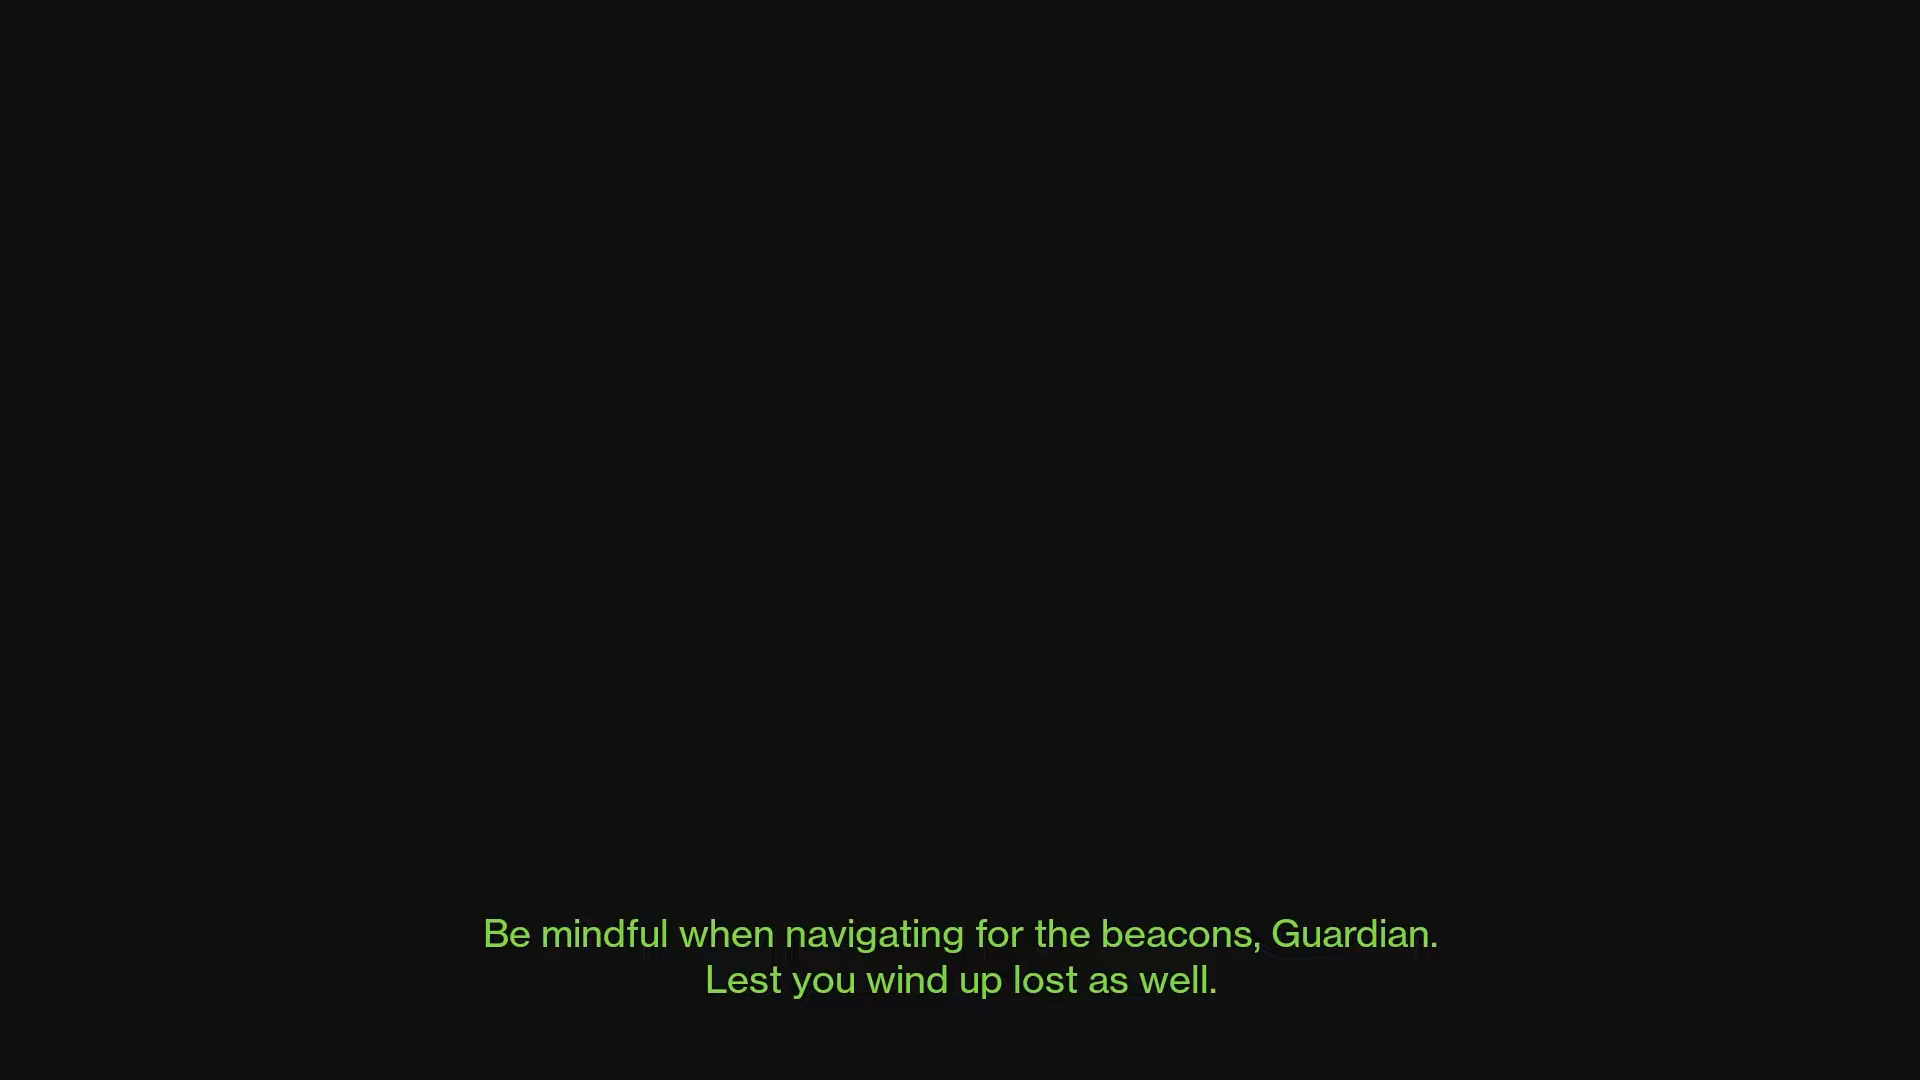 Be mindful when navigating for the beacons, Guardian.
Lest you wind up lost as well.